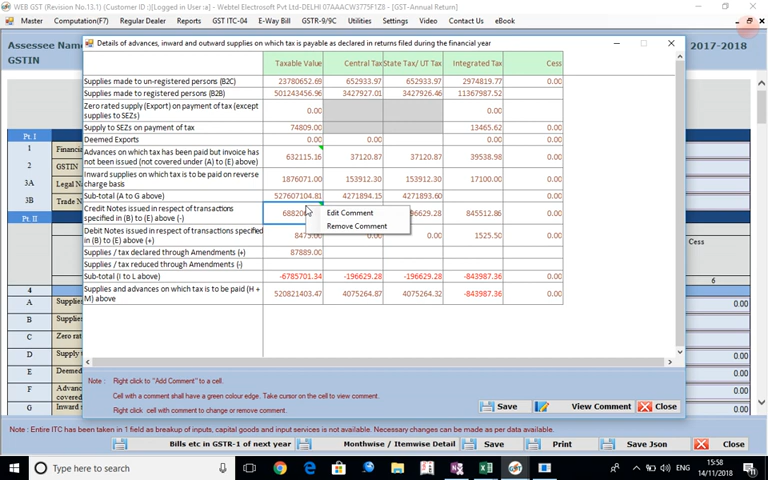 WEB GST (Revision No.13.1) (Customer ID ) [Logged in User :a] Webtel Electrosoft Pvt Ltd-DELHI 07AAACW3775F1Z8 - [GST-Annual Return]
Master Computation(F7) Regular Dealer Reports GST ITC-04 E-Way Bill GSTR-9/9C Utilities Settings Video Contact Us eBook
Assessee Name 2017-2018
GSTIN
Details of advances, inward and outward supplies on which tax is payable as declared in returns filed during the financial year
Taxable Value Central Tax State Tax/ UT Tax Integrated Tax Cess
Supplies made to un-registered persons (B2C) 23780652.69 652933.97 652933.97 2974819.77 0.00
Supplies made to registered persons (B2B) 501243456.96 3427927.01 3427926.46 11367987.52
Zero rated supply (Export) on payment of tax (except
supplies to SEZs) 0.00 0.00
Supply to SEZs on payment of tax 74809.00 13465.62
Deemed Exports 0.00 0.00 0.00
Advances on which tax has been paid but invoice has
not been issued (not covered under (A) to (E) above) 632115.16 37120.87 37120.87 39538.98 0.00
Inward supplies on which tax is to be paid on reverse
charge basis 1876071.00 153912.30 153912.30 17100.00 0.00
Sub-total (A to G above) 527607104.81 4271894.15 4271893.60 0.00
Credit Notes issued in respect of transactions
specified in (B) to (E) above (-) 845512.86 0.00
Edit Comment
Remove Comment
Debit Notes issued in respect of transactions specified
in (B) to (E) above (+) 8475.00 0.00 0.00 1525.50 0.00
Supplies / tax declared through Amendments (+) 87889.00 0.00
Supplies / tax reduced through Amendments (-) 0.00
Sub-total (I to L above) -6785701.34 -196629.28 -196629.28 -843987.36 0.00
Supplies and advances on which tax is to be paid (H +
M) above 520821403.47 4075264.87 4075264.32 -843987.36 0.00
Pt. I
1 Financi
2 GSTIN
3A Legal N
3B Trade N
Pt. II
Cess
6
4
A Supplies 0.00
B Supplies
C Zero rat
D Supply t 0.00
E Deemed 0.00
F Advanc
covered 0.00
G Inward s 0.00
Note : Right click to "Add Comment" to a cell.
Cell with a comment shall have a green colour edge. Take cursor on the cell to view comment.
Right click cell with comment to change or remove comment.
Save View Comment Close
Note : Entire ITC has been taken in 1 field as breakup of inputs, capital goods and input services is not available. Necessary changes can be made as per data available.
Bills etc in GSTR-1 of next year Monthwise / Itemwise Detail Save Print Save Json Close
Type here to search
ENG
15:58
14/11/2018